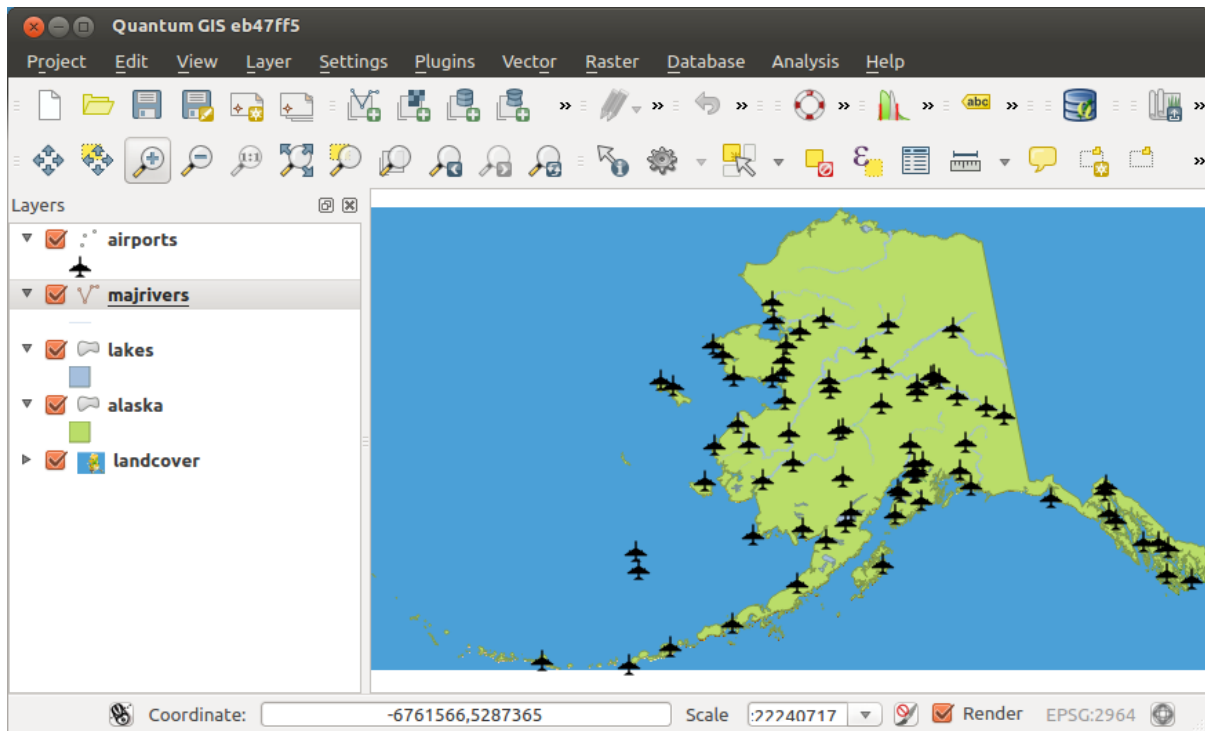 Quantum GIS eb47ff5
Project Edit View Layer Settings Plugins Vector Raster Database Analysis Help
abc
1:1
Layers
airports
majrivers
lakes
alaska
landcover
Coordinate: -6761566,5287365 Scale :22240717 Render EPSG:2964